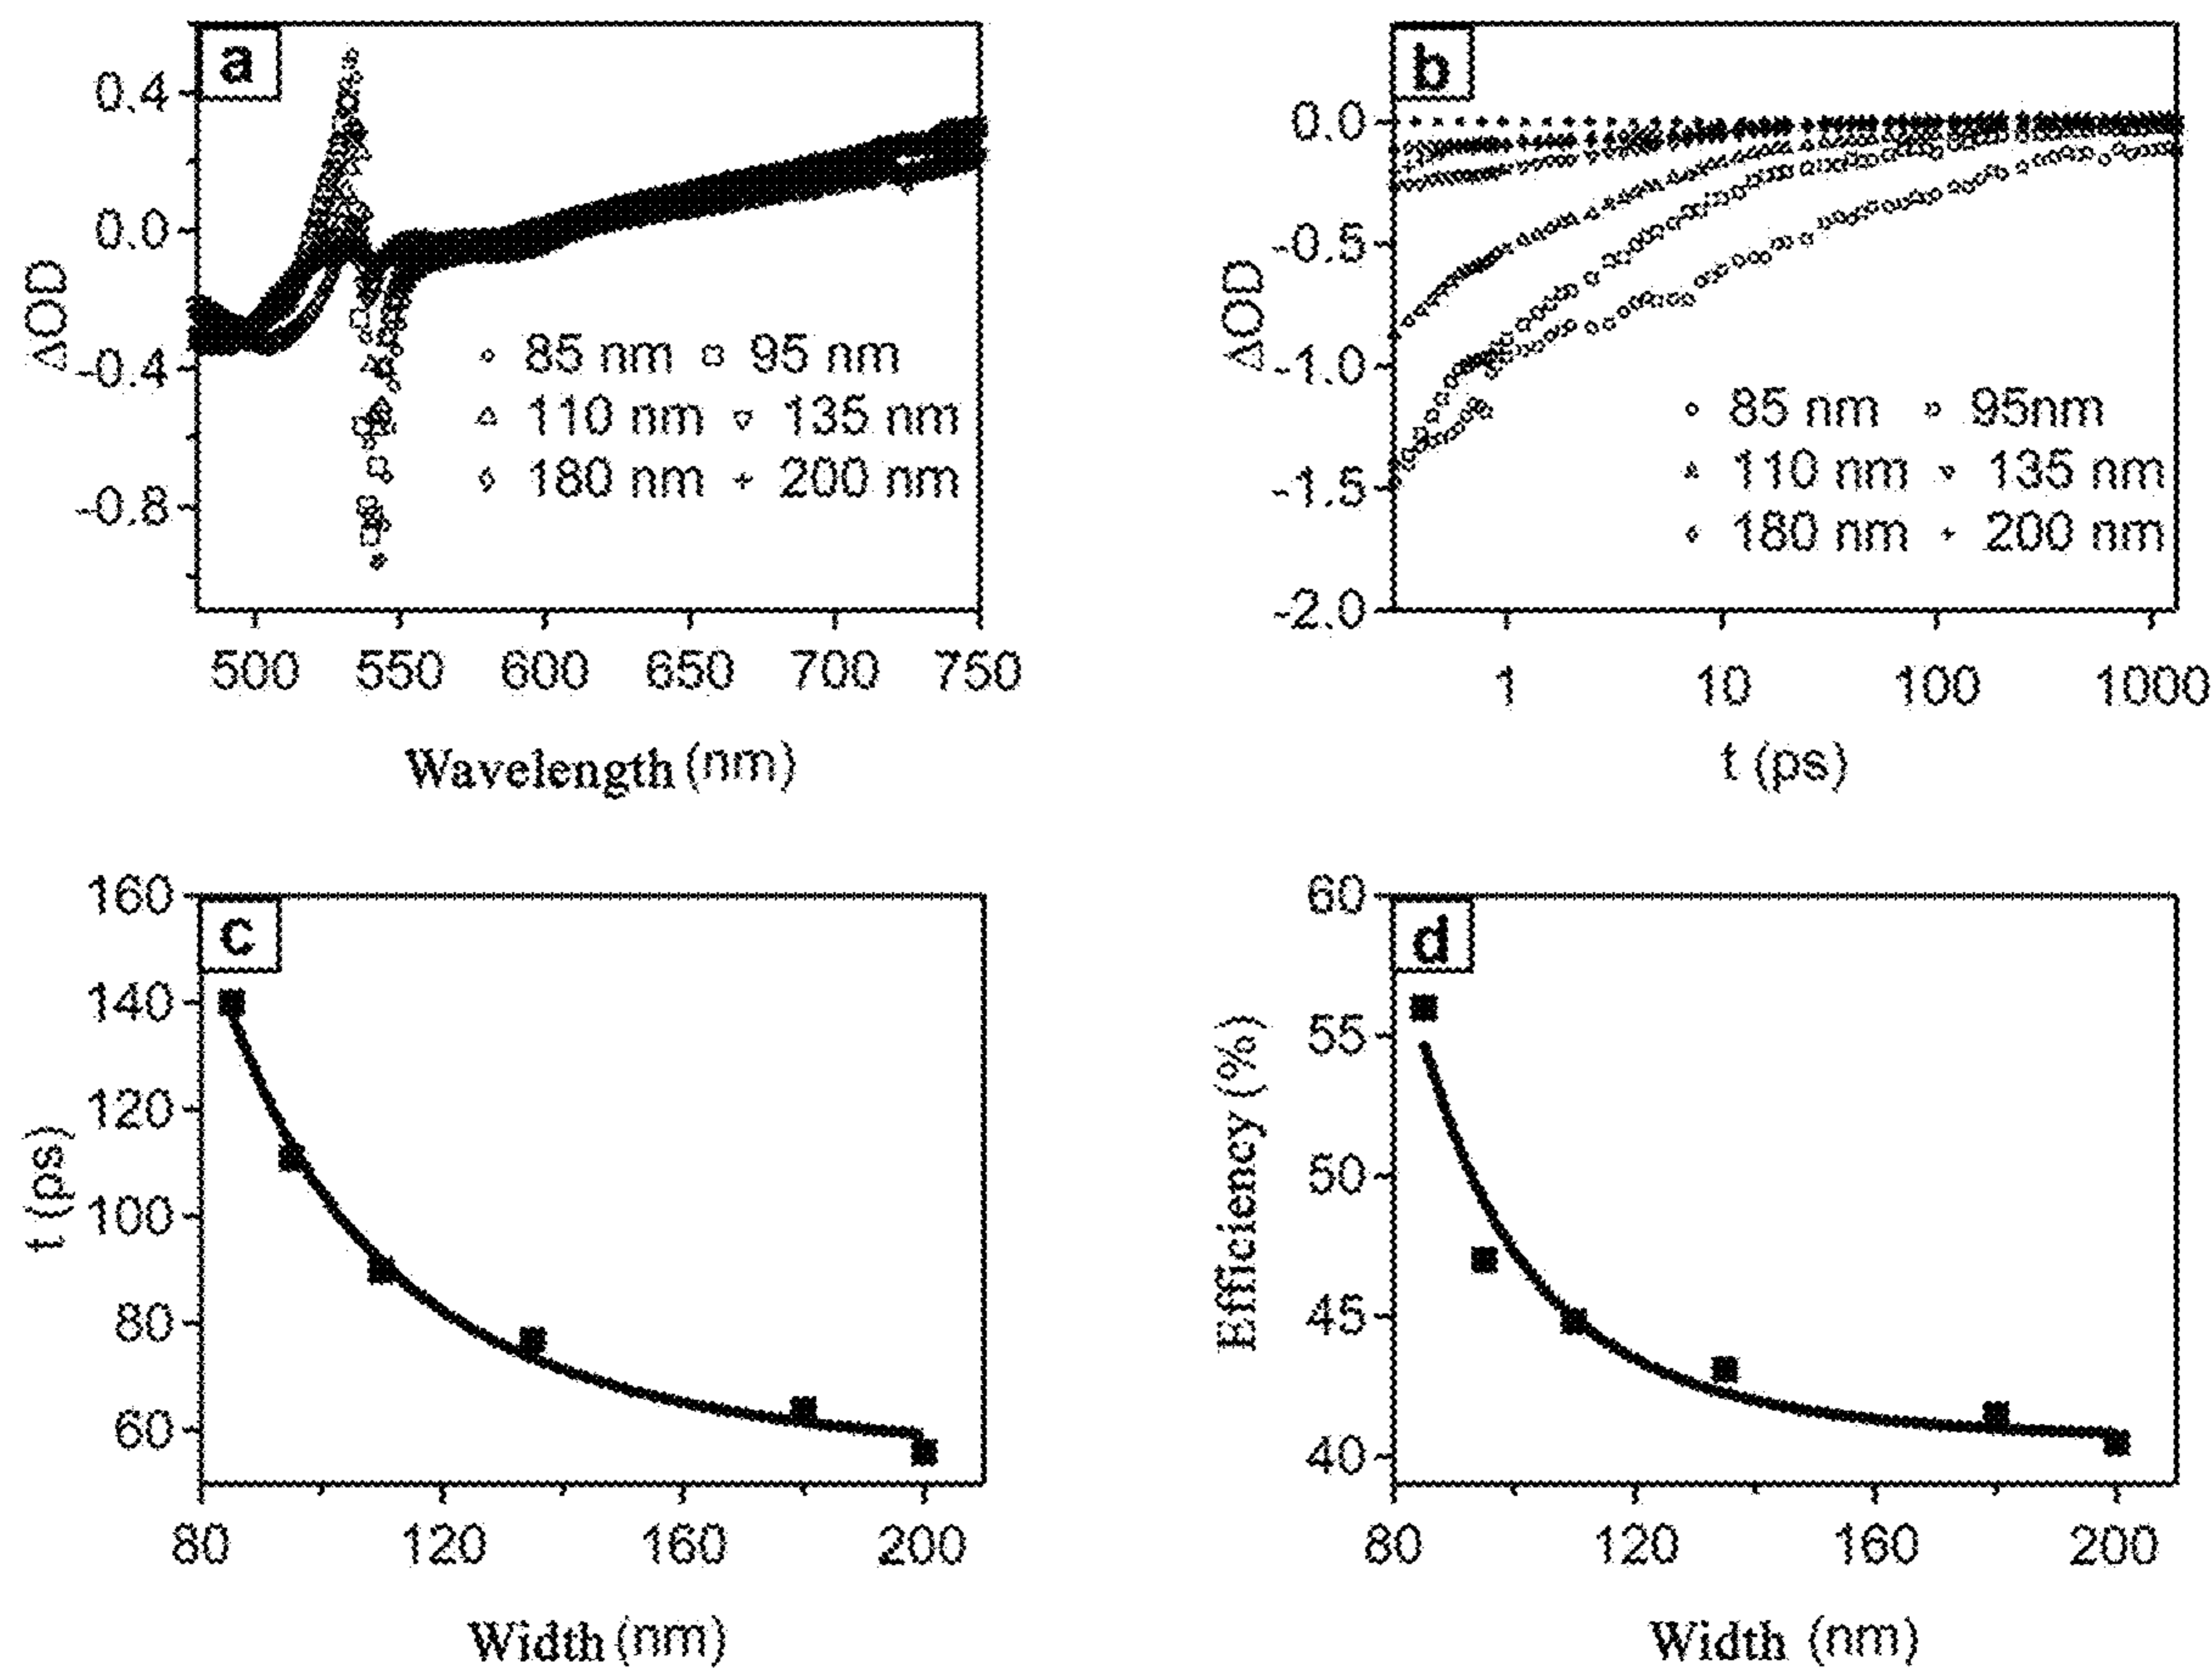 a
0.4
0.0
-0.4
-0.8
ΔOD
85 nm 95 nm
110 nm 135 nm
180 nm 200 nm
500 550 600 650 700 750
Wavelength (nm)
b
0.0
-0.5
-1.0
-1.5
-2.0
ΔOD
85 nm 95nm
110 nm 135 nm
180 nm 200 nm
1 10 100 1000
t (ps)
c
160
140
120
100
80
60
t (ps)
80 120 160 200
Width (nm)
d
60
55
50
45
40
Efficiency (%)
80 120 160 200
Width (nm)